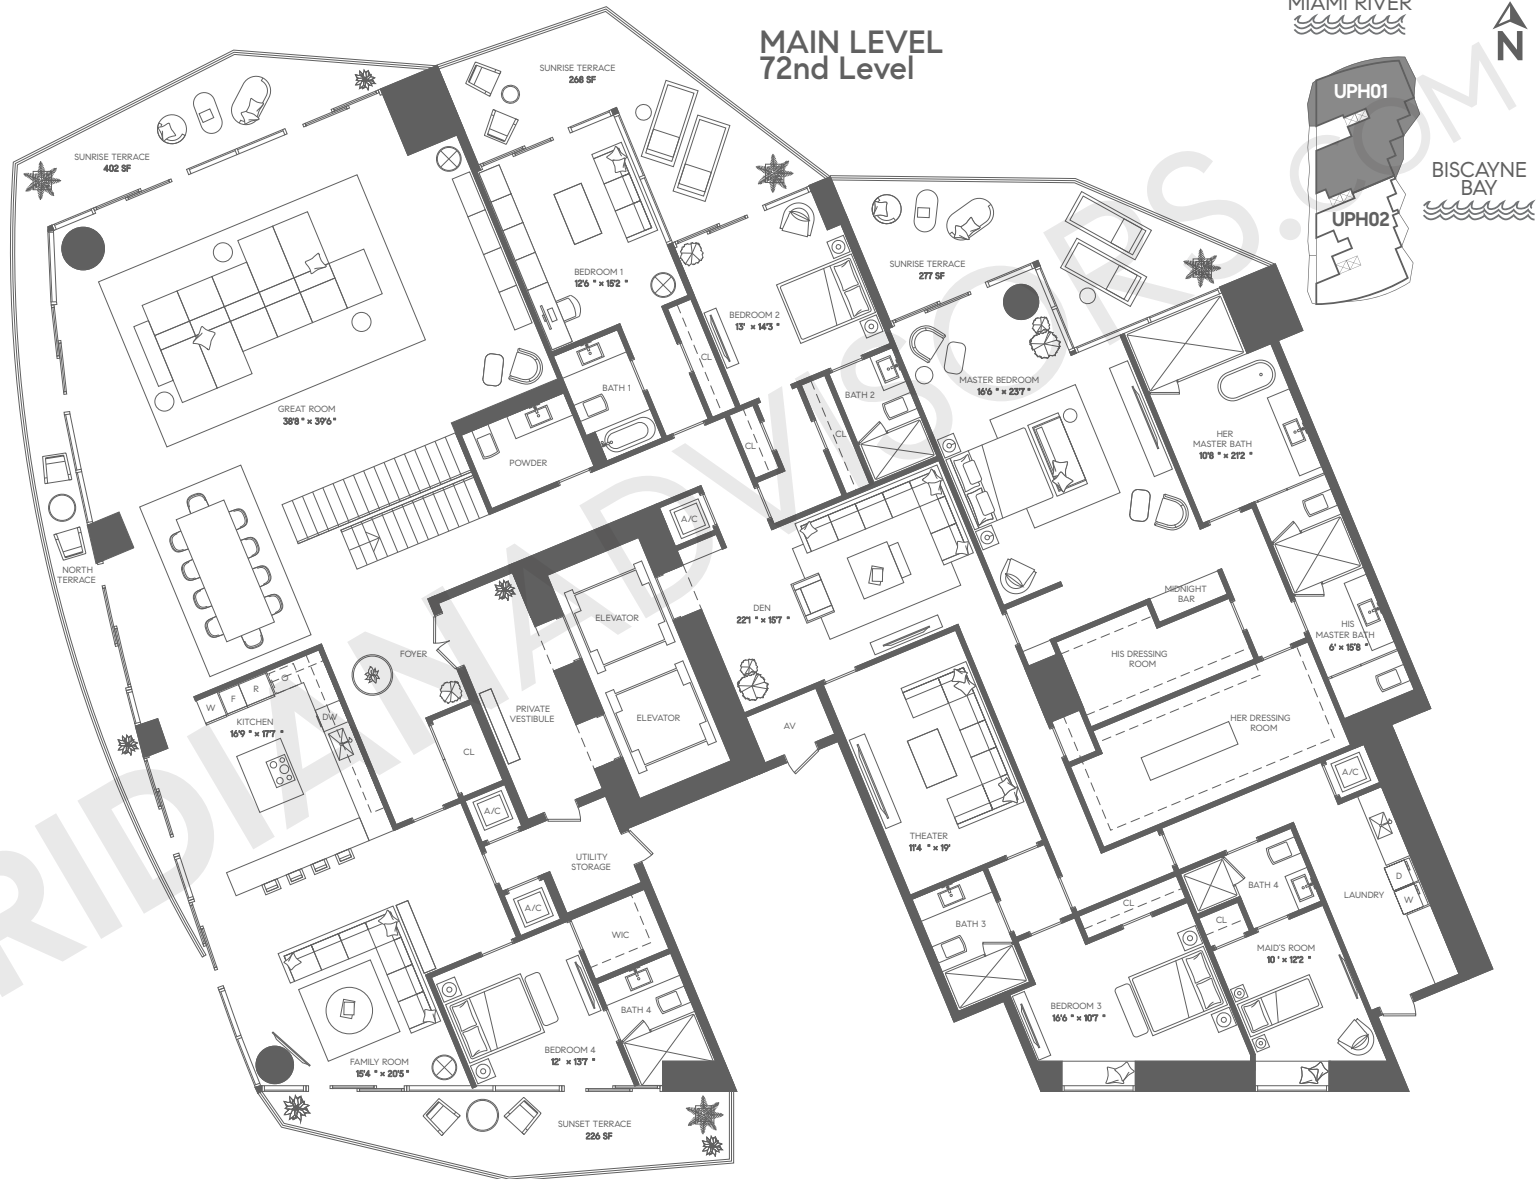 MIAMI RIVER
MAIN LEVEL
72nd Level
N
UPH01
BISCAYNE
BAY
UPH02
SUNRISE TERRACE
268 SF
SUNRISE TERRACE
402 SF
SUNRISE TERRACE
277 SF
BEDROOM 1
12'6 " × 15'2 "
BEDROOM 2
13' × 14'3 "
CL
BATH 1
MASTER BEDROOM
16'6 " × 23'7 "
BATH 2
GREAT ROOM
38'8 " × 39'6"
CL
CL
HER
MASTER BATH
10'8 " × 21'2 "
POWDER
A/C
NORTH
TERRACE
MIDNIGHT
BAR
ELEVATOR
DEN
22'1 " × 15'7 "
HIS
MASTER BATH
6' × 15'8 "
FOYER
HIS DRESSING
ROOM
W
F
R
O
DW
KITCHEN
16'9 " × 17'7 "
PRIVATE
VESTIBULE
ELEVATOR
AV
HER DRESSING
ROOM
CL
A/C
A/C
THEATER
11'4 " × 19'
UTILITY
STORAGE
D
W
BATH 4
LAUNDRY
CL
CL
A/C
BATH 3
WIC
MAID'S ROOM
10 ' × 12'2 "
BATH 4
BEDROOM 3
16'6 " × 10'7 "
BEDROOM 4
12' × 13'7 "
FAMILY ROOM
15'4 " × 20'5 "
SUNSET TERRACE
226 SF
RIDIANADVISORS.COM